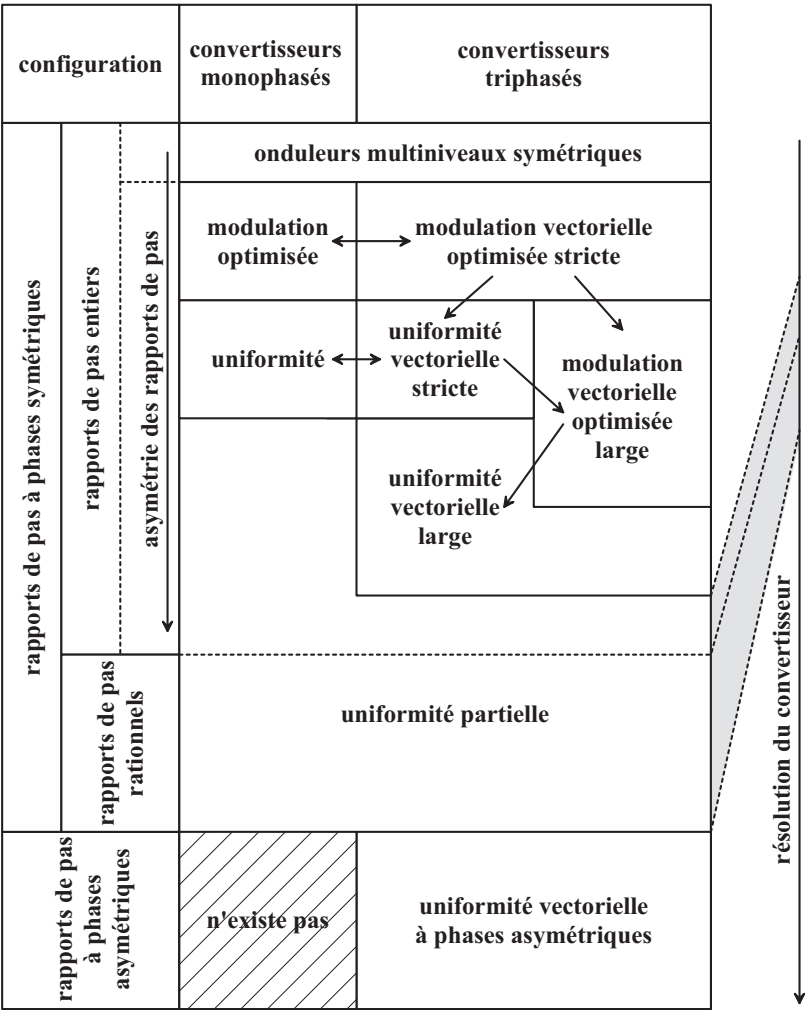 configuration
convertisseurs
monophasés
convertisseurs
triphasés
rapports de pas à phases symétriques
rapports de pas entiers
asymétrie des rapports de pas
onduleurs multiniveaux symétriques
modulation
optimisée
modulation vectorielle
optimisée stricte
uniformité
uniformité
vectorielle
stricte
modulation
vectorielle
optimisée
large
uniformité
vectorielle
large
rapports de pas
rationnels
uniformité partielle
rapports de pas
à phases
asymétriques
n'existe pas
uniformité vectorielle
à phases asymétriques
résolution du convertisseur